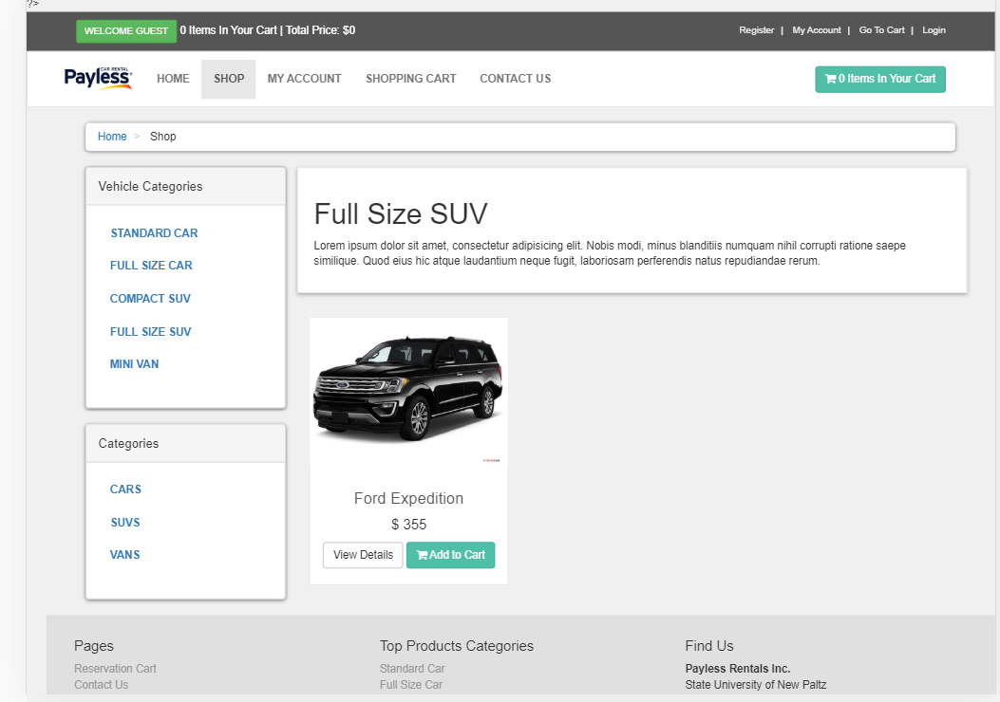 ?>
WELCOME GUEST 0 Items In Your Cart | Total Price: $0
Register | My Account | Go To Cart | Login
CAR RENTAL
Payless
HOME SHOP MY ACCOUNT SHOPPING CART CONTACT US
0 Items In Your Cart
Home > Shop
Vehicle Categories
STANDARD CAR
FULL SIZE CAR
COMPACT SUV
FULL SIZE SUV
MINI VAN
Categories
CARS
SUVS
VANS
Full Size SUV
Lorem ipsum dolor sit amet, consectetur adipisicing elit. Nobis modi, minus blanditiis numquam nihil corrupti ratione saepe
similique. Quod eius hic atque laudantium neque fugit, laboriosam perferendis natus repudiandae rerum.
Ford Expedition
$ 355
View Details Add to Cart
Pages
Reservation Cart
Contact Us
Top Products Categories
Standard Car
Full Size Car
Find Us
Payless Rentals Inc.
State University of New Paltz